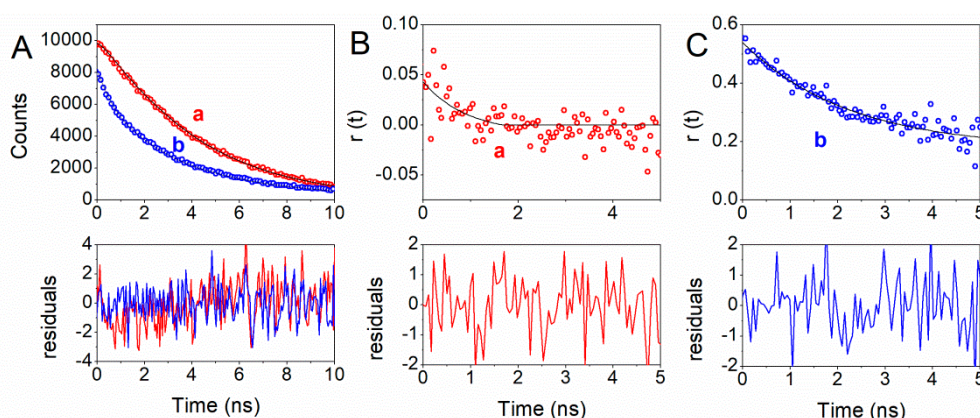 A
Counts
10000
8000
6000
4000
2000
0
a
b
0 2 4 6 8 10
residuals
4
2
0
-2
-4
0 2 4 6 8 10
Time (ns)
B
r (t)
0.10
0.05
0.00
-0.05
a
0 2 4
residuals
2
1
0
-1
-2
0 1 2 3 4 5
Time (ns)
C
r (t)
0.6
0.4
0.2
b
0 1 2 3 4 5
residuals
2
1
0
-1
-2
0 1 2 3 4 5
Time (ns)